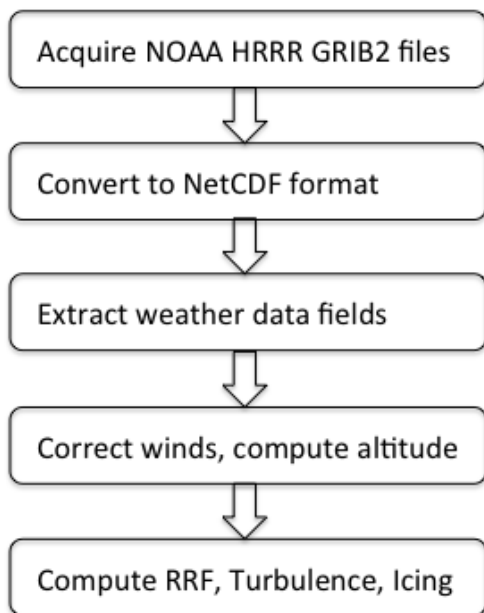 Acquire NOAA HRRR GRIB2 files
Convert to NetCDF format
Extract weather data fields
Correct winds, compute altitude
Compute RRF, Turbulence, Icing